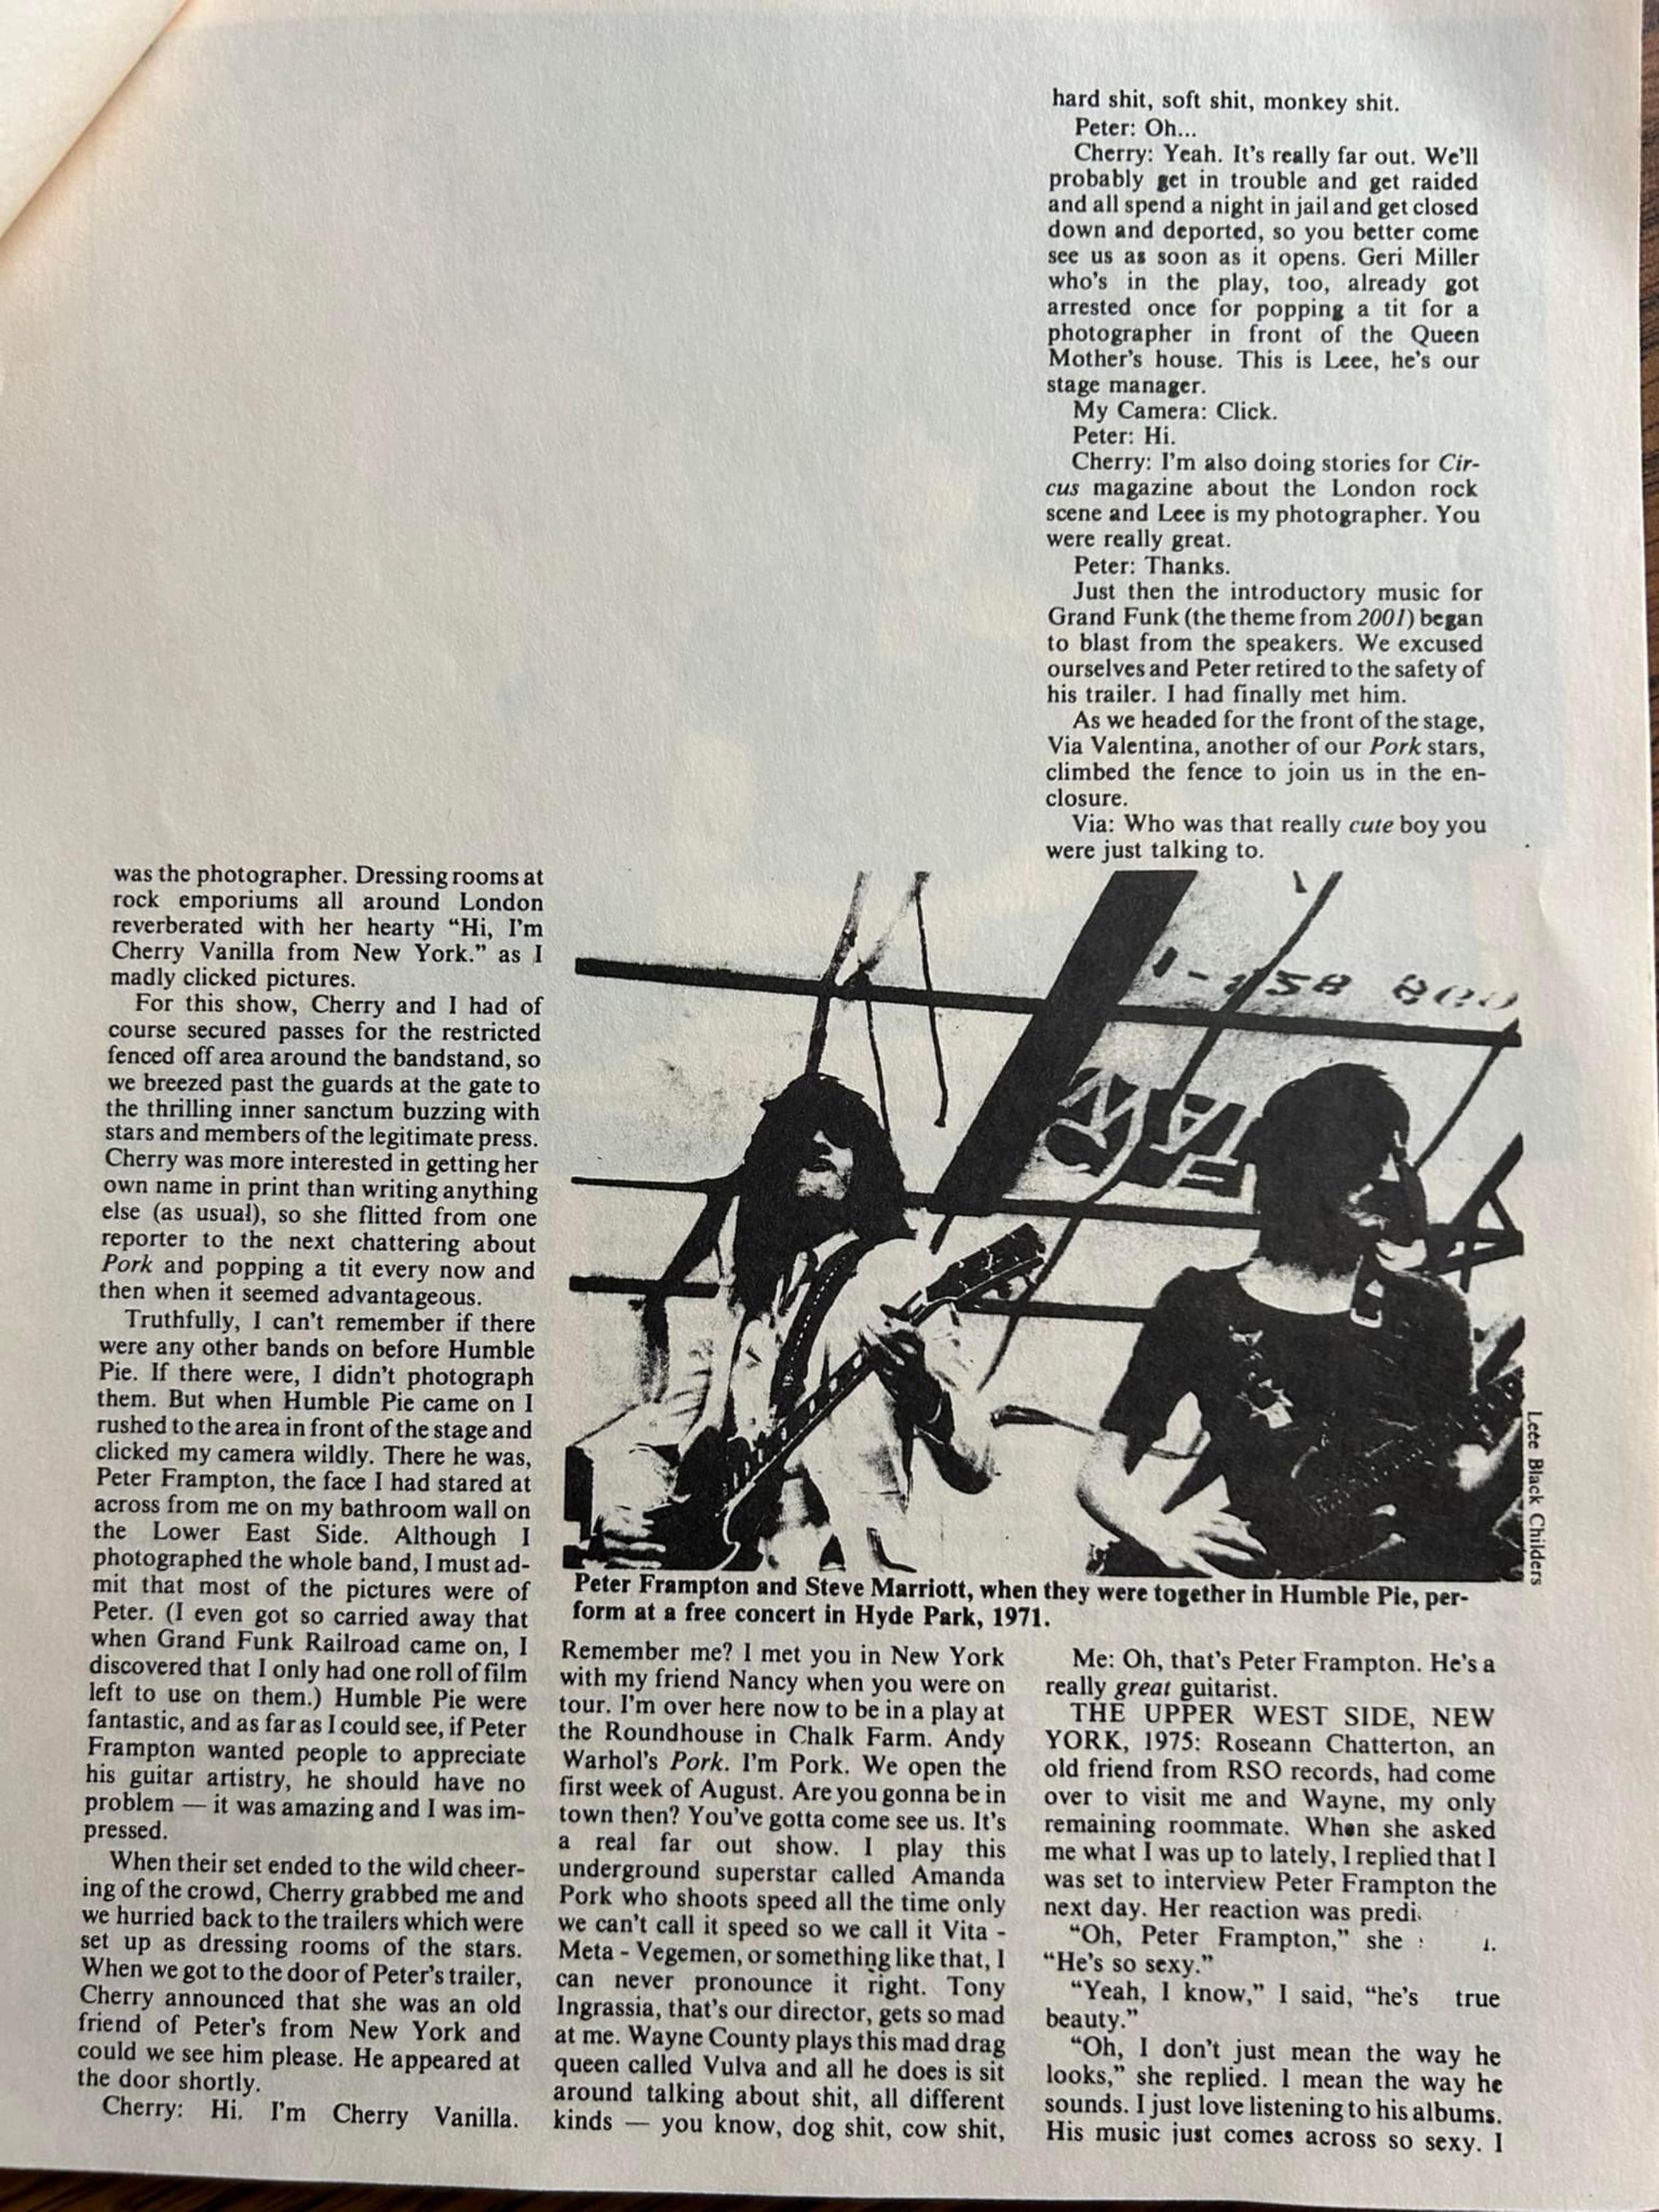 was the photographer. Dressing rooms at
rock emporiums all around London
reverberated with her hearty “Hi, I'm
Cherry Vanilla from New York.” as I
madly clicked pictures.
For this show, Cherry and I had of
course secured passes for the restricted
fenced off area around the bandstand, so
we breezed past the guards at the gate to
the thrilling inner sanctum buzzing with
stars and members of the legitimate press.
Cherry was more interested in getting her
own name in print than writing anything
else (as usual), so she flitted from one
reporter to the next chattering about
Pork and popping a tit every now and
then when it seemed advantageous.
Truthfully, I can't remember if there
were any other bands on before Humble
Pie. If there were, I didn't photograph
them. But when Humble Pie came on I
rushed to the area in front of the stage and
clicked my camera wildly. There he was,
Peter Frampton, the face I had stared at
across from me on my bathroom wall on
the Lower East Side. Although I
photographed the whole band, I must ad-
mit that most of the pictures were of
Peter. (I even got so carried away that
when Grand Funk Railroad came on, I
discovered that I only had one roll of film
left to use on them.) Humble Pie were
fantastic, and as far as I could see, if Peter
Frampton wanted people to appreciate
his guitar artistry, he should have no
problem — it was amazing and I was im-
pressed.
When their set ended to the wild cheer-
ing of the crowd, Cherry grabbed me and
we hurried back to the trailers which were
set up as dressing rooms of the stars.
When we got to the door of Peter's trailer,
Cherry announced that she was an old
friend of Peter's from New York and
could we see him please. He appeared at
the door shortly.
Cherry: Hi. I'm Cherry Vanilla.
Remember me? I met you in New York
with my friend Nancy when you were on
tour. I'm over here now to be in a play at
the Roundhouse in Chalk Farm. Andy
Warhol's Pork. I'm Pork. We open the
first week of August. Are you gonna be in
town then? You've gotta come see us. It's
a real far out show. I play this
underground superstar called Amanda
Pork who shoots speed all the time only
we can't call it speed so we call it Vita -
Meta - Vegemen, or something like that, I
can never pronounce it right. Tony
Ingrassia, that's our director, gets so mad
at me. Wayne County plays this mad drag
queen called Vulva and all he does is sit
around talking about shit, all different
kinds — you know, dog shit, cow shit,
hard shit, soft shit, monkey shit.
Peter: Oh...
Cherry: Yeah. It's really far out. We'll
probably get in trouble and get raided
and all spend a night in jail and get closed
down and deported, so you better come
see us as soon as it opens. Geri Miller
who's in the play, too, already got
arrested once for popping a tit for a
photographer in front of the Queen
Mother's house. This is Leee, he's our
stage manager.
My Camera: Click.
Peter: Hi.
Cherry: I'm also doing stories for Cir-
cus magazine about the London rock
scene and Leee is my photographer. You
were really great.
Peter: Thanks.
Just then the introductory music for
Grand Funk (the theme from 2001) began
to blast from the speakers. We excused
ourselves and Peter retired to the safety of
his trailer. I had finally met him.
As we headed for the front of the stage,
Via Valentina, another of our Pork stars,
climbed the fence to join us in the en-
closure.
Via: Who was that really cute boy you
were just talking to.
Leee Black Childers
Peter Frampton and Steve Marriott, when they were together in Humble Pie, per-
form at a free concert in Hyde Park, 1971.
Me: Oh, that's Peter Frampton. He's a
really great guitarist.
THE UPPER WEST SIDE, NEW
YORK, 1975: Roseann Chatterton, an
old friend from RSO records, had come
over to visit me and Wayne, my only
remaining roommate. When she asked
me what I was up to lately, I replied that I
was set to interview Peter Frampton the
next day. Her reaction was predi
“Oh, Peter Frampton,” she
“He's so sexy.”
“Yeah, I know,” I said, “he's true
beauty.”
“Oh, I don't just mean the way he
looks,” she replied. I mean the way he
sounds. I just love listening to his albums.
His music just comes across so sexy. I